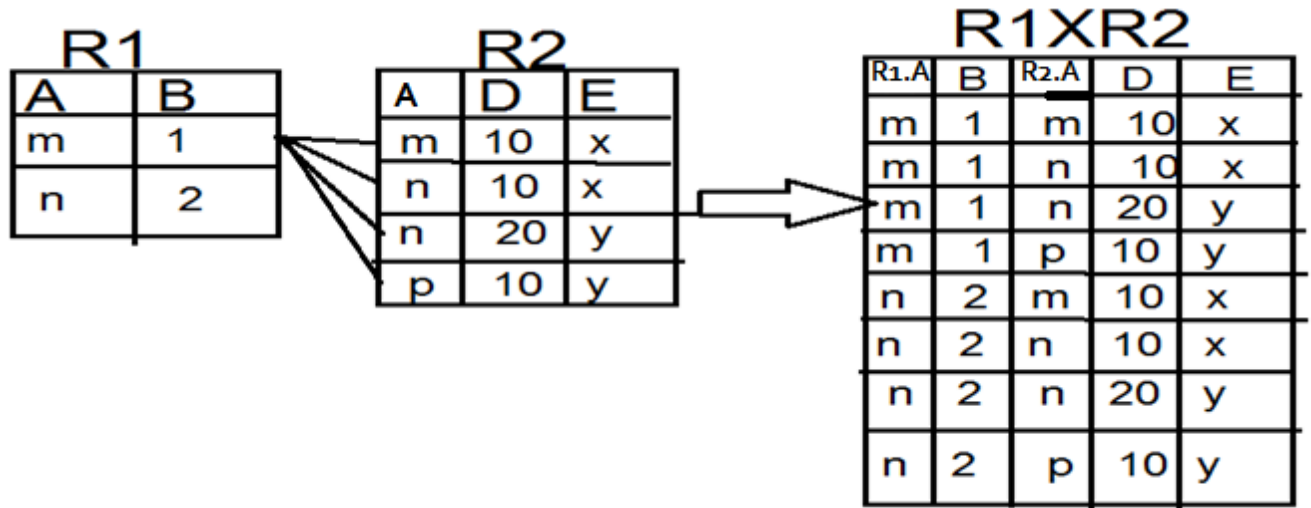 R1
A B
m 1
n 2
R2
A D E
m 10 x
n 10 x
n 20 y
p 10 y
R1XR2
R1.A B R2.A D E
m 1 m 10 x
m 1 n 10 x
m 1 n 20 y
m 1 p 10 y
n 2 m 10 x
n 2 n 10 x
n 2 n 20 y
n 2 p 10 y